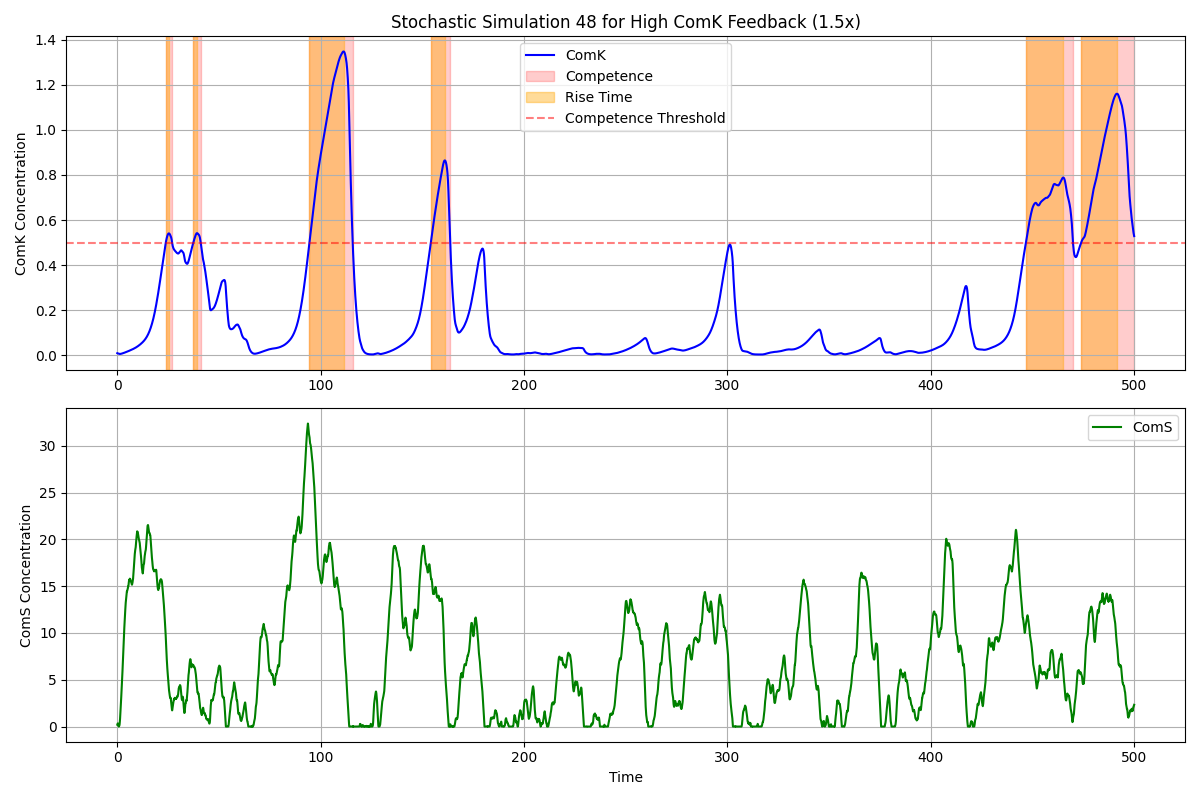 Stochastic Simulation 48 for High ComK Feedback (1.5x)
ComK Concentration
1.4
1.2
1.0
0.8
0.6
0.4
0.2
0.0
ComK
Competence
Rise Time
Competence Threshold
0 100 200 300 400 500
ComS Concentration
30
25
20
15
10
5
0
ComS
0 100 200 300 400 500
Time